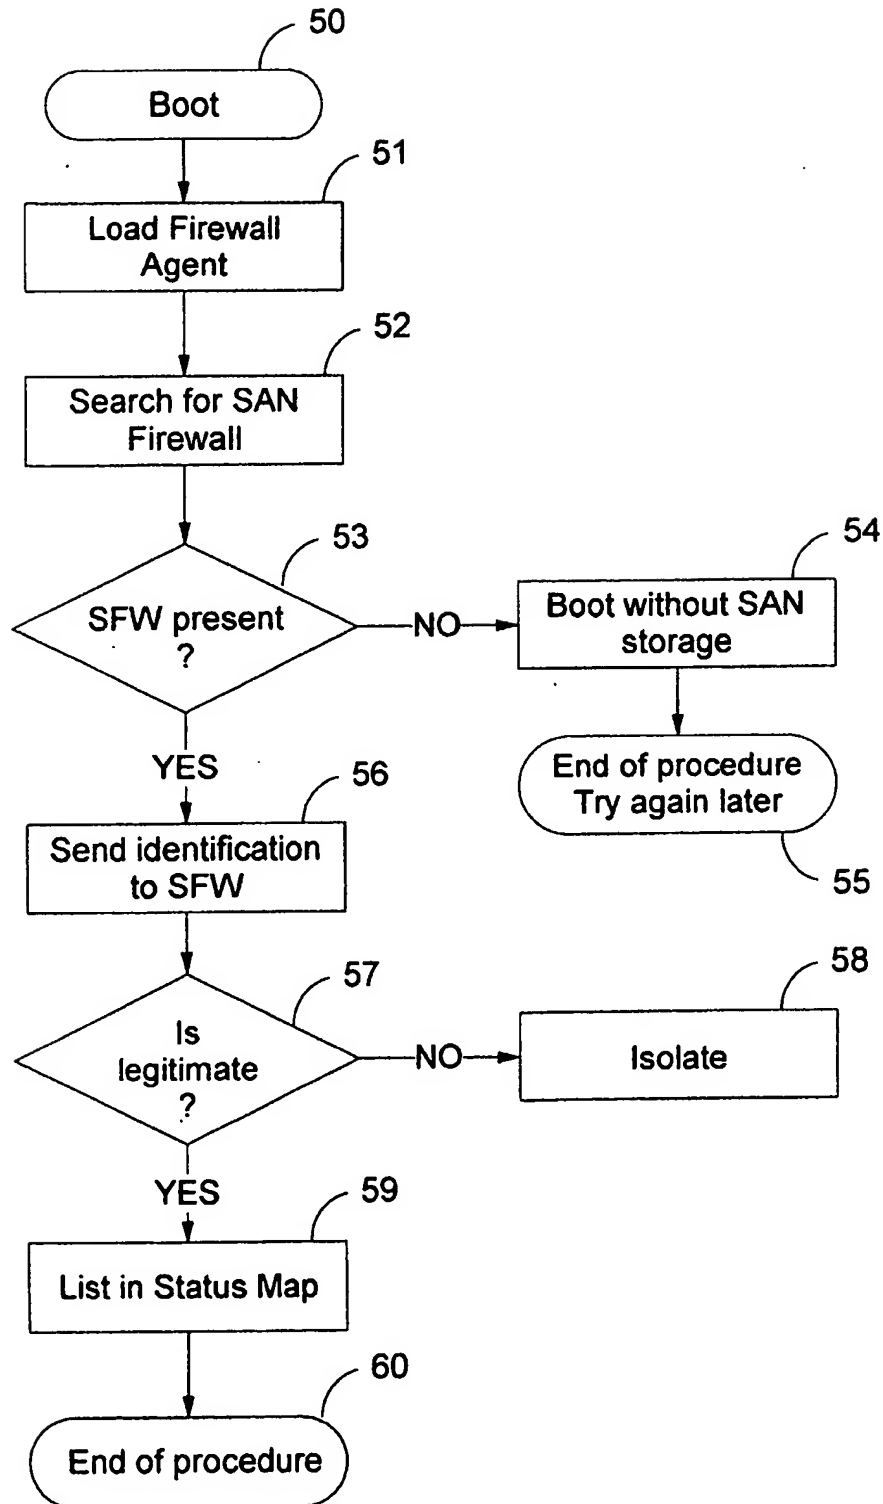 50
Boot
51
Load Firewall
Agent
52
Search for SAN
Firewall
53
SFW present
?
NO
54
Boot without SAN
storage
End of procedure
Try again later
55
YES
56
Send identification
to SFW
57
Is
legitimate
?
NO
58
Isolate
YES
59
List in Status Map
60
End of procedure